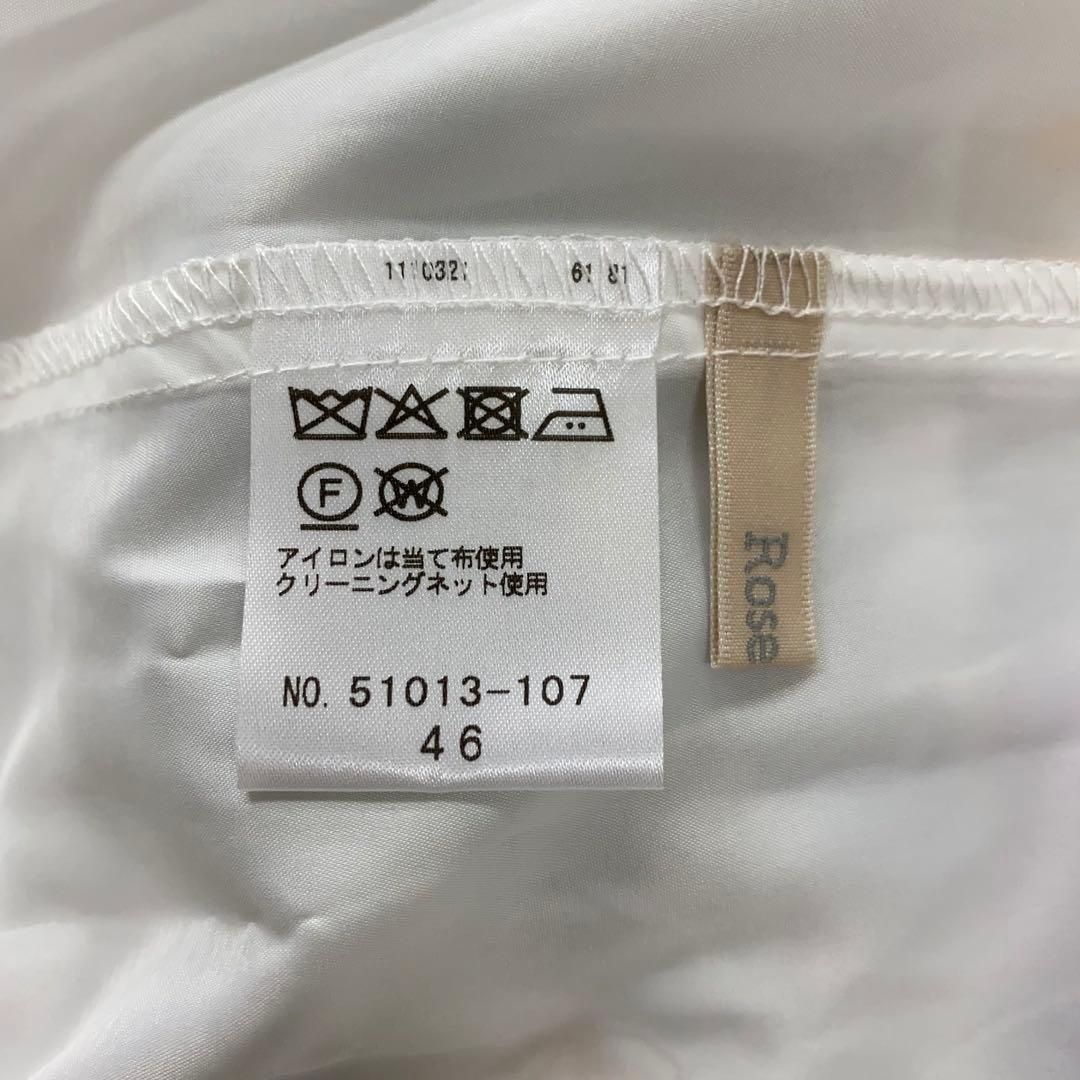 F W
アイロンは当て布使用
クリーニングネット使用
NO. 51013-107
46
Rose